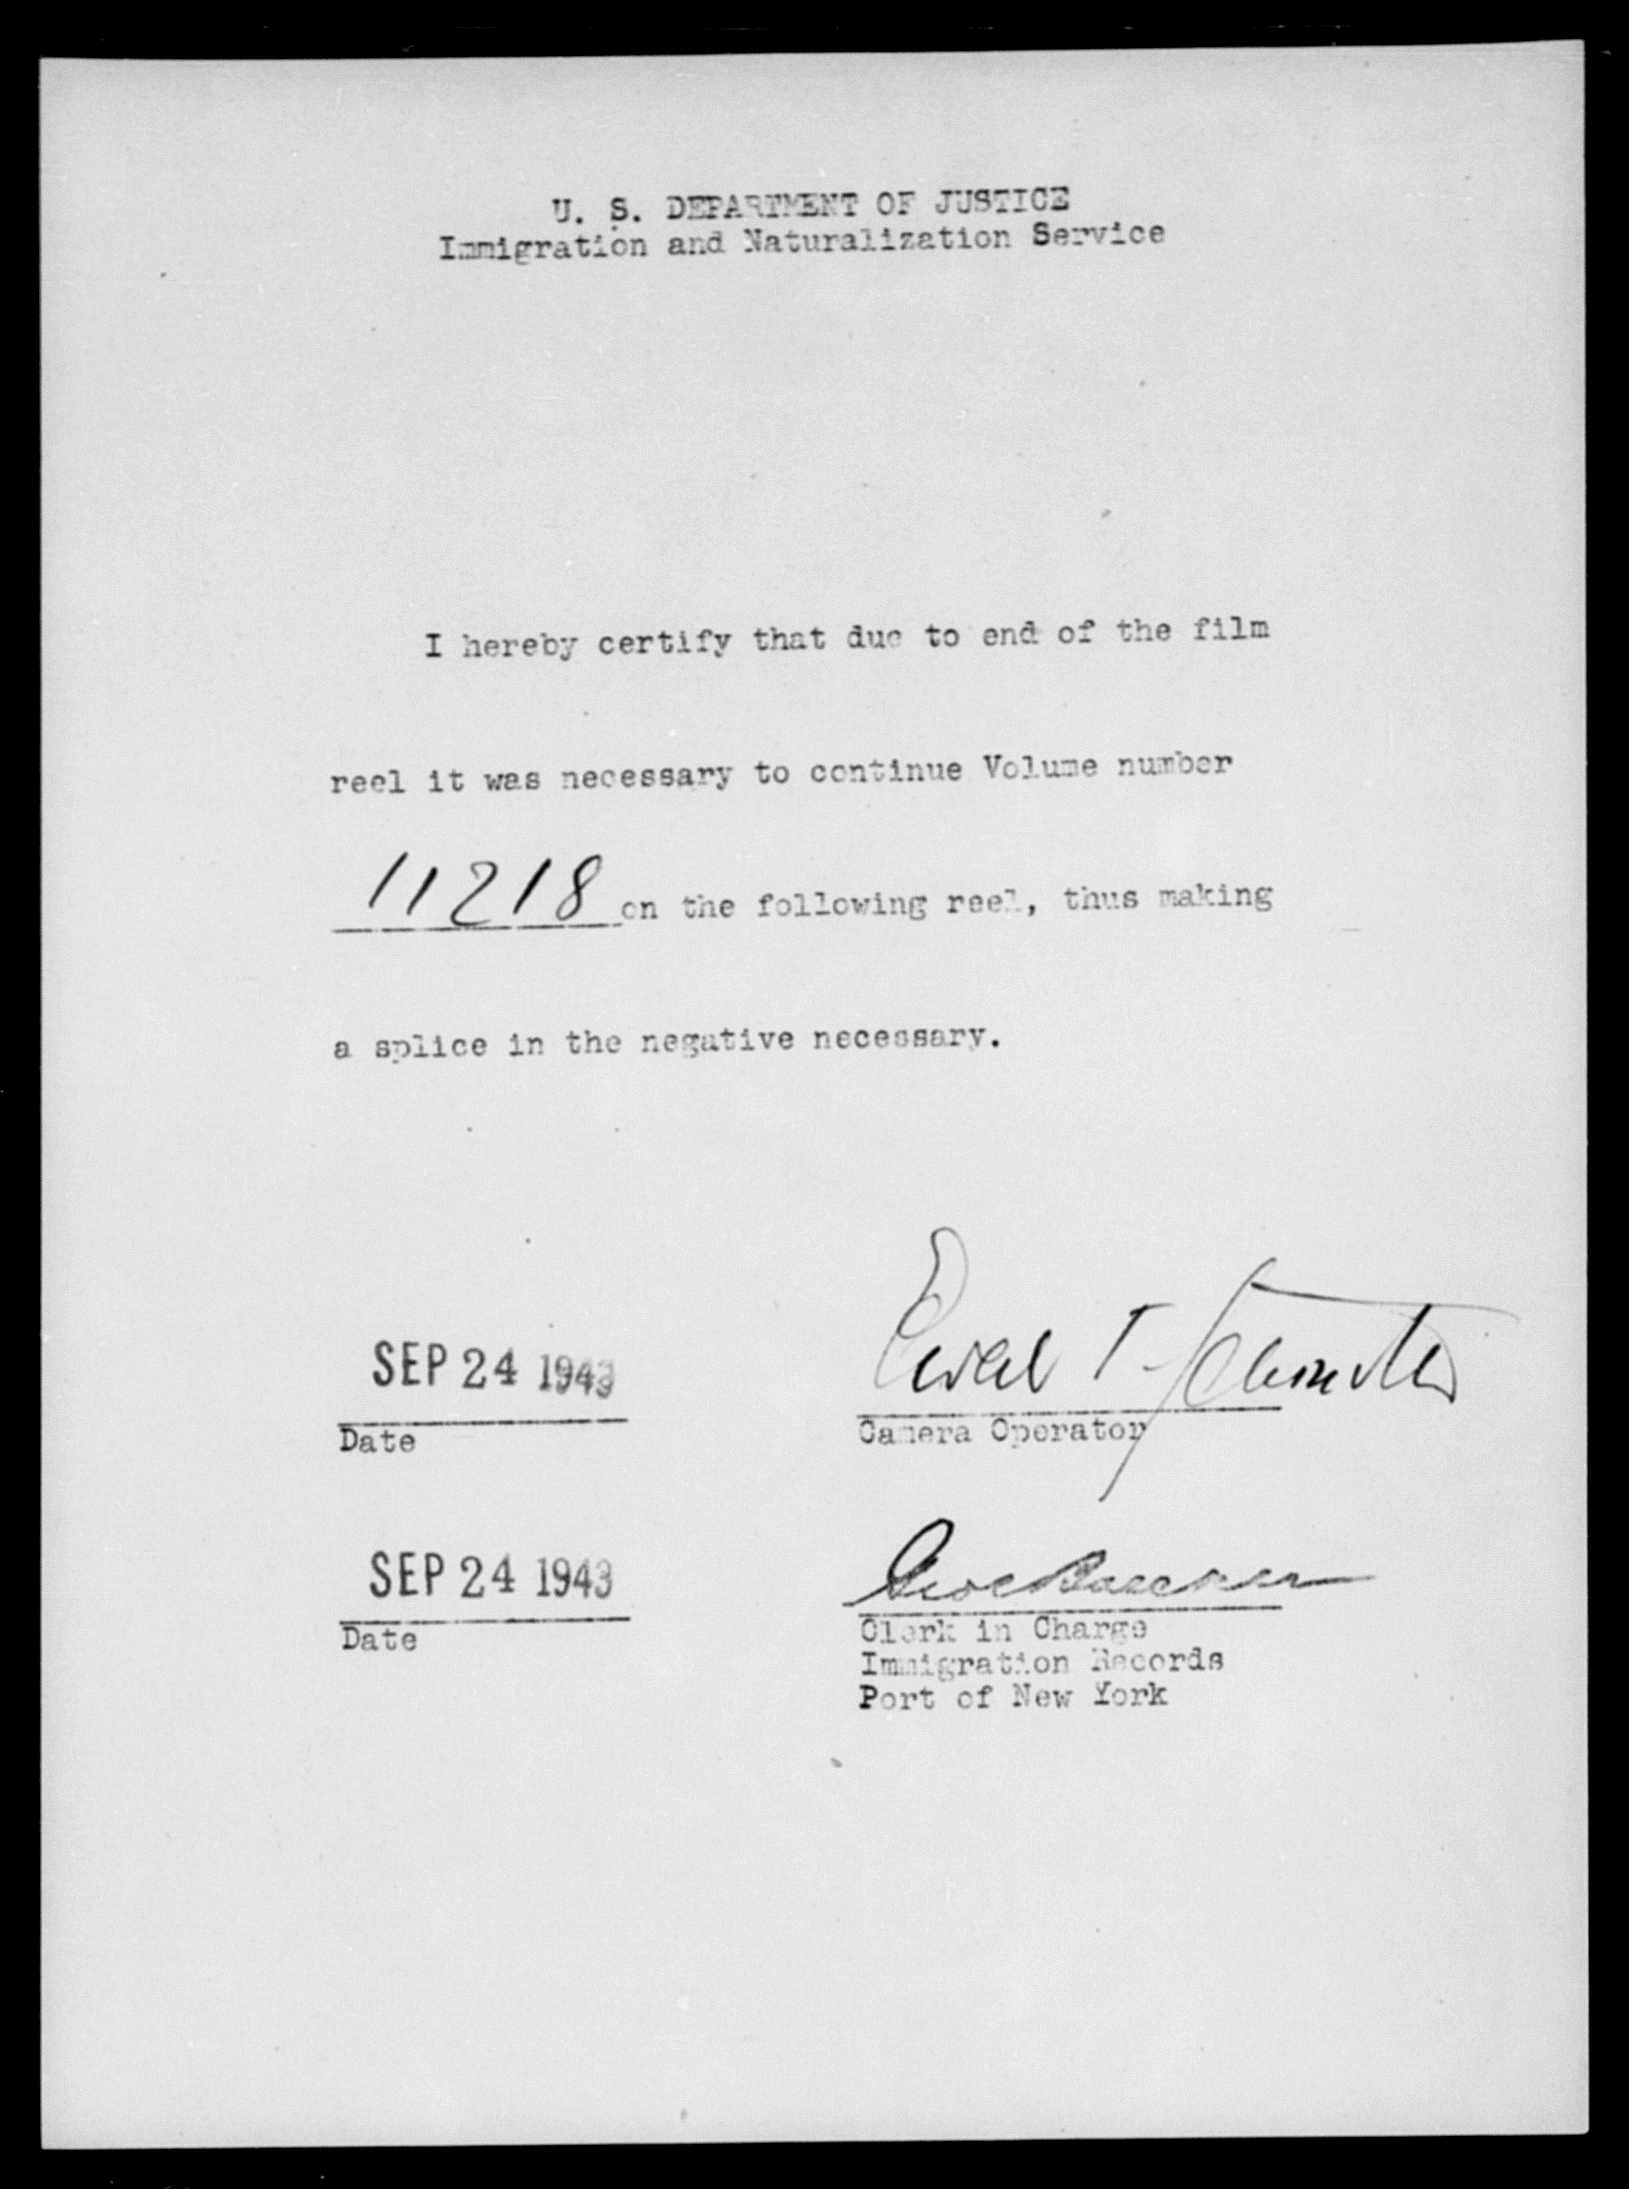 U. S. DEPARTMENT OF JUSTICE
Immigration and Naturalization Service
I hereby certify that due to end of the film
reel it was necessary to continue Volume number
11218 on the following reel, thus making
a splice in the negative necessary.
SEP 24 1943
Date
Camera Operator
SEP 24 1943
Date
Clerk in Charge
Immigration Records
Port of New York